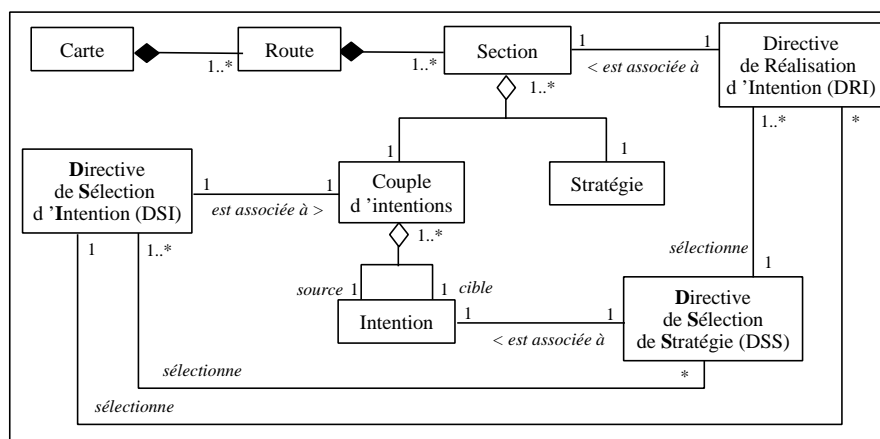 Carte
Route
Section
1..*
1..*
1
1
< est associée à
Directive
de Réalisation
d 'Intention (DRI)
1..*
1..*
*
Directive
de Sélection
d 'Intention (DSI)
1
1
est associée à >
1
Couple
d 'intentions
1
Stratégie
1
1..*
1..*
source
1
1
cible
Intention
1
1
< est associée à
sélectionne
1
Directive
de Sélection
de Stratégie (DSS)
sélectionne
*
sélectionne